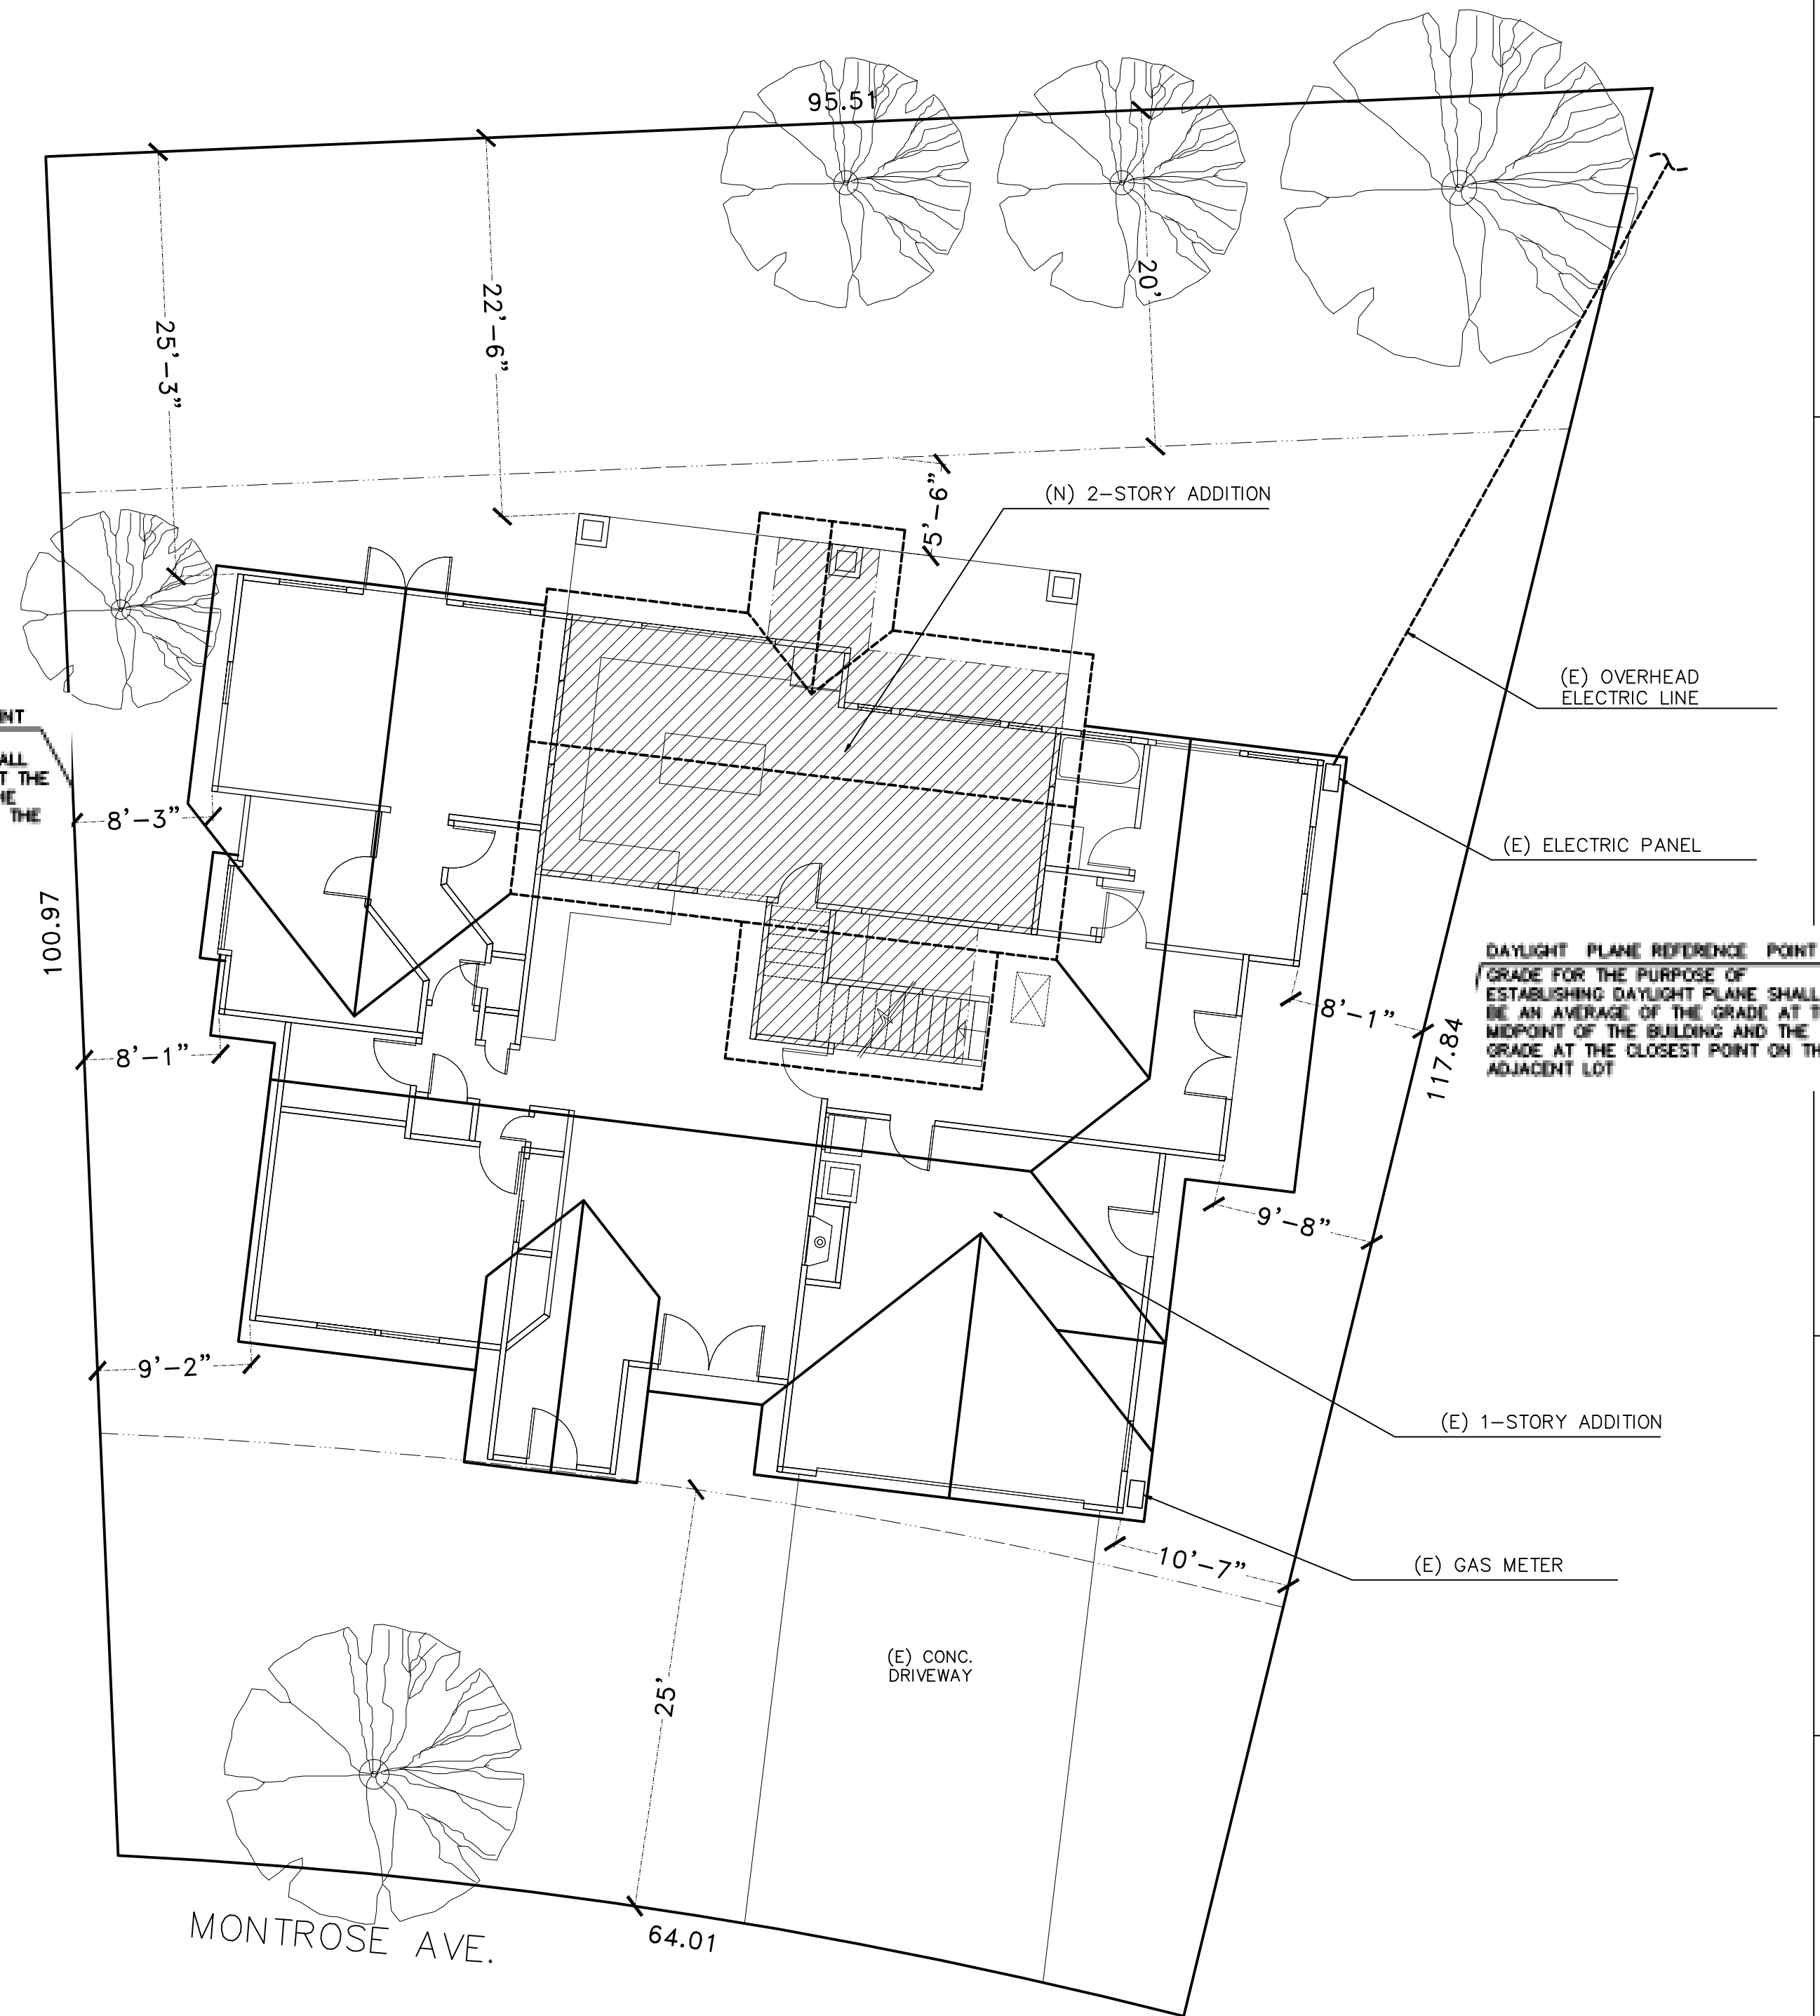 95.51
20'
22'-6"
25'-3"
5'-6"
(N) 2-STORY ADDITION
(E) OVERHEAD
ELECTRIC LINE
THE
THE
8'-3"
(E) ELECTRIC PANEL
100.97
DAYLIGHT PLANE REFERENCE POINT
GRADE FOR THE PURPOSE OF
ESTABLISHING DAYLIGHT PLANE SHALL
BE AN AVERAGE OF THE GRADE AT
MIDPOINT OF THE BUILDING AND THE
GRADE AT THE CLOSEST POINT ON
ADJACENT LOT
8'-1"
117.84
8'-1"
9'-8"
9'-2"
(E) 1-STORY ADDITION
10'-7"
(E) GAS METER
25'
(E) CONC.
DRIVEWAY
MONTROSE AVE.
64.01